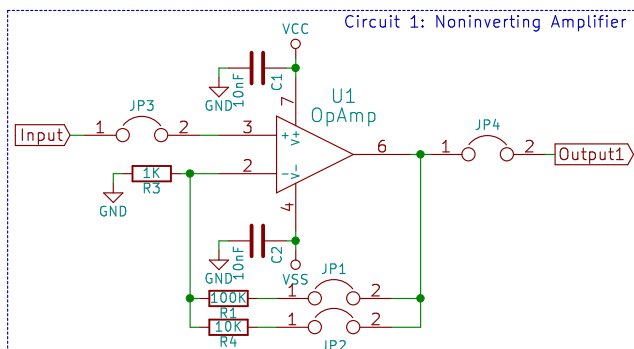 Circuit 1: Noninverting Amplifier
VCC
GND
10nF
C1
U1
OpAmp
7
JP3
Input
1
2
3
+
V+
6
JP4
1
2
Output1
1K
R3
2
-
V-
GND
4
GND
10nF
C2
VSS
JP1
100K
R1
1
2
10K
R4
1
2
JP2